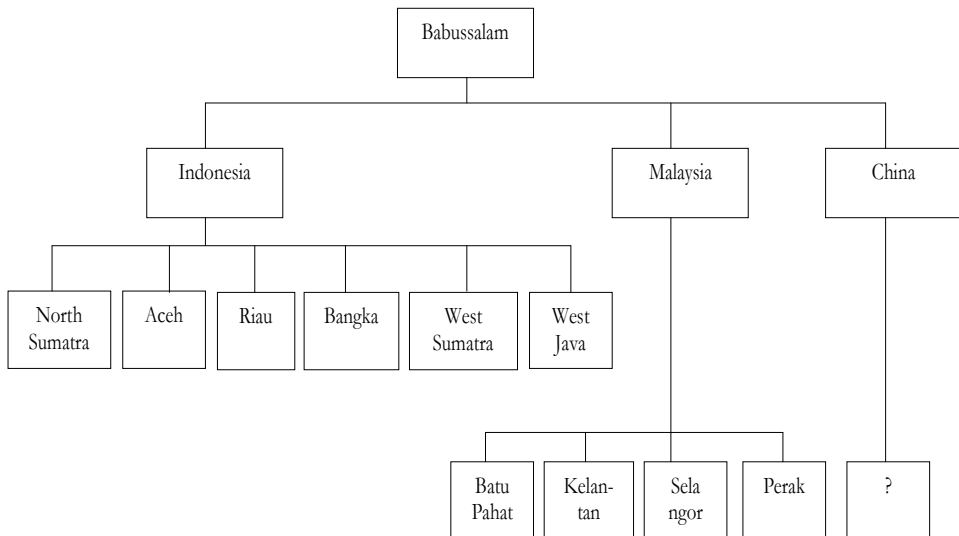 Babussalam
Indonesia
Malaysia
China
North
Sumatra
Aceh
Riau
Bangka
West
Sumatra
West
Java
Batu
Pahat
Kelan-
tan
Sela
ngor
Perak
?